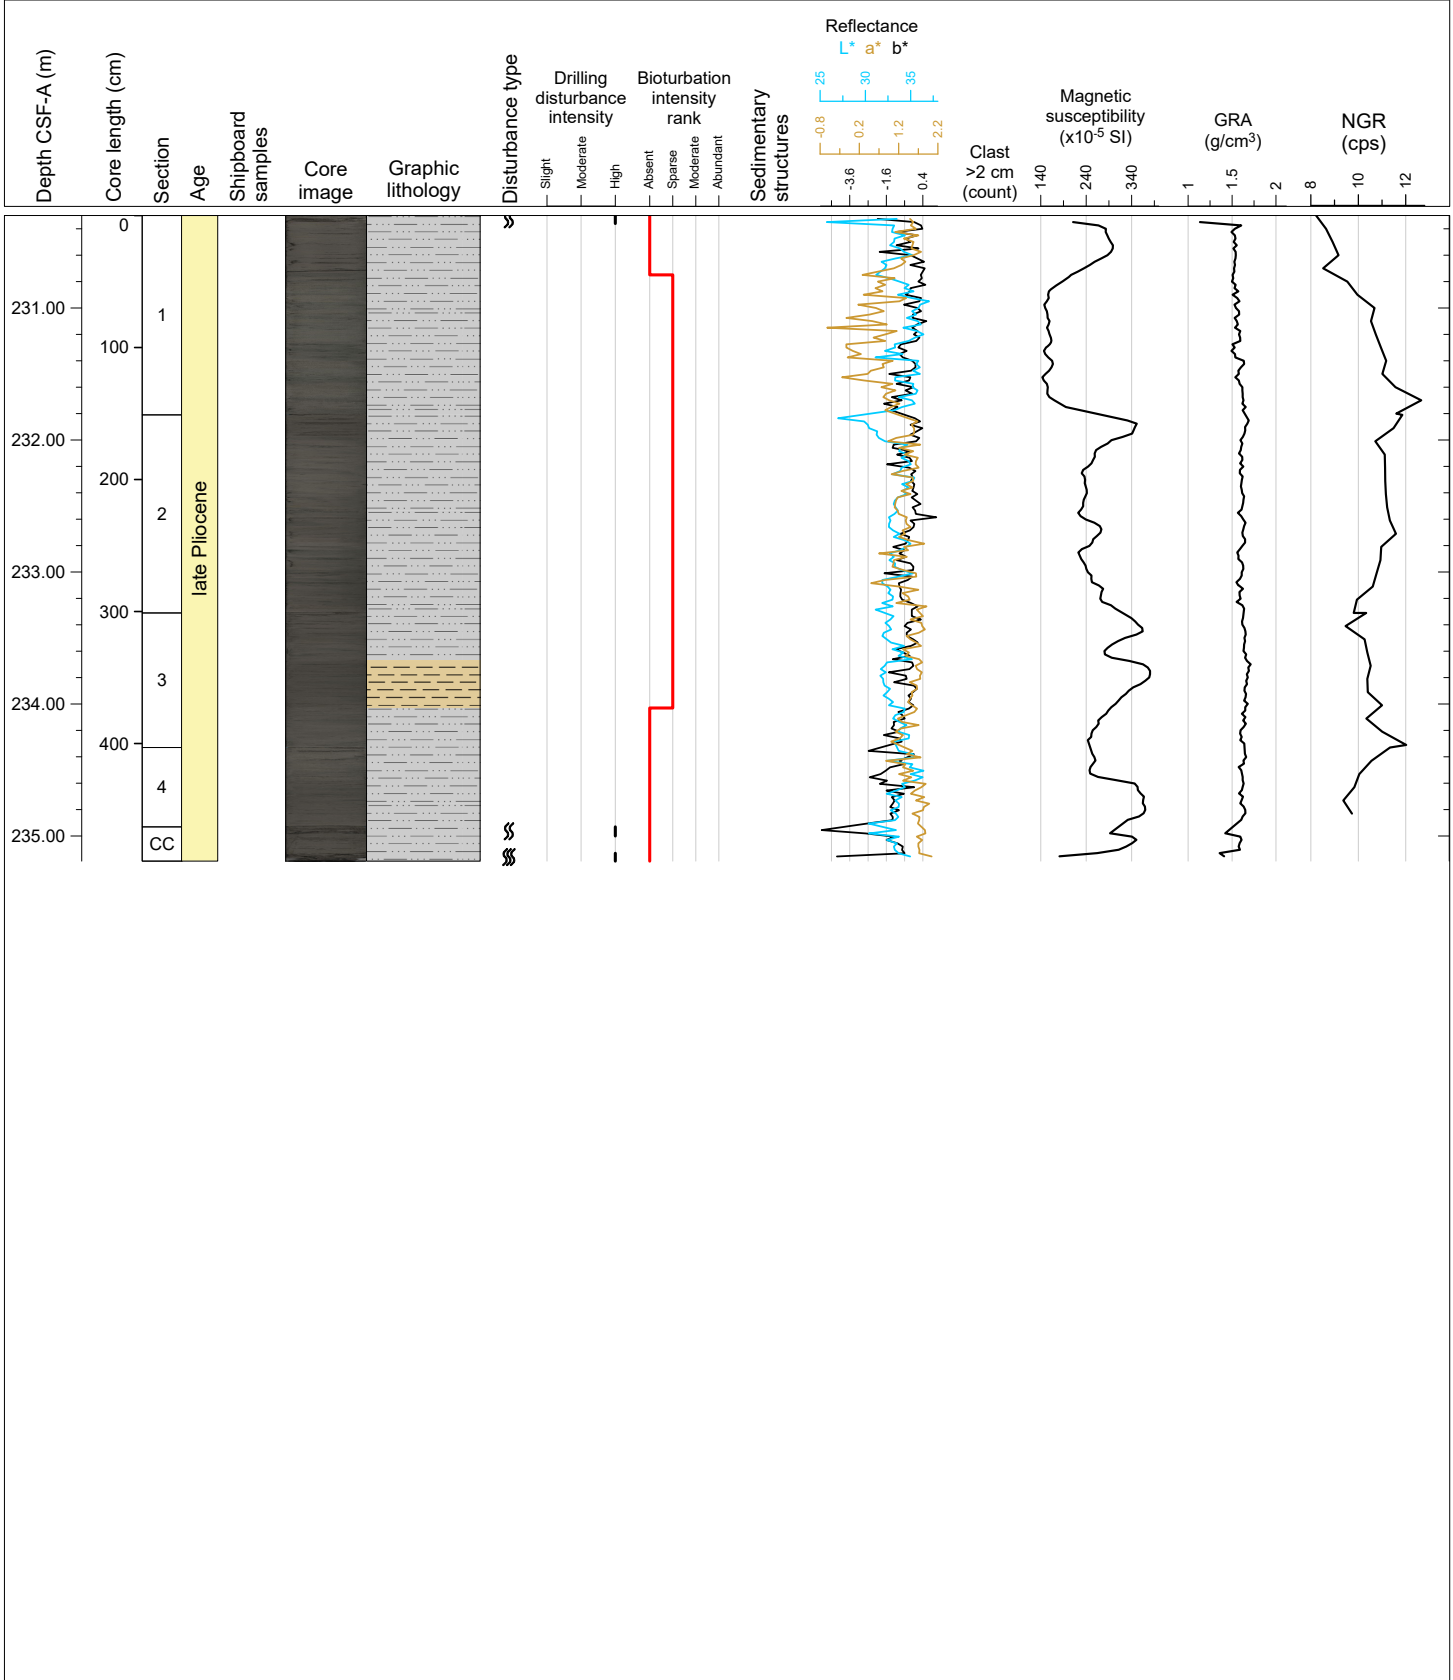 Depth CSF-A (m)
Core length (cm)
Section
Age
Shipboard
samples
Core
image
Graphic
lithology
Disturbance type
Drilling
disturbance
intensity
Slight
Moderate
High
Bioturbation
intensity
rank
Absent
Sparse
Moderate
Abundant
Sedimentary
structures
Reflectance
L* a* b*
25 30 35
-0.8 0.2 1.2 2.2
-3.6 -1.6 0.4
Clast
>2 cm
(count)
Magnetic
susceptibility
(x10-5 SI)
140 240 340
GRA
(g/cm3)
1 1.5 2
NGR
(cps)
8 10 12
0
231.00
1
100
232.00
200
2
late Pliocene
233.00
300
3
234.00
400
4
235.00
CC